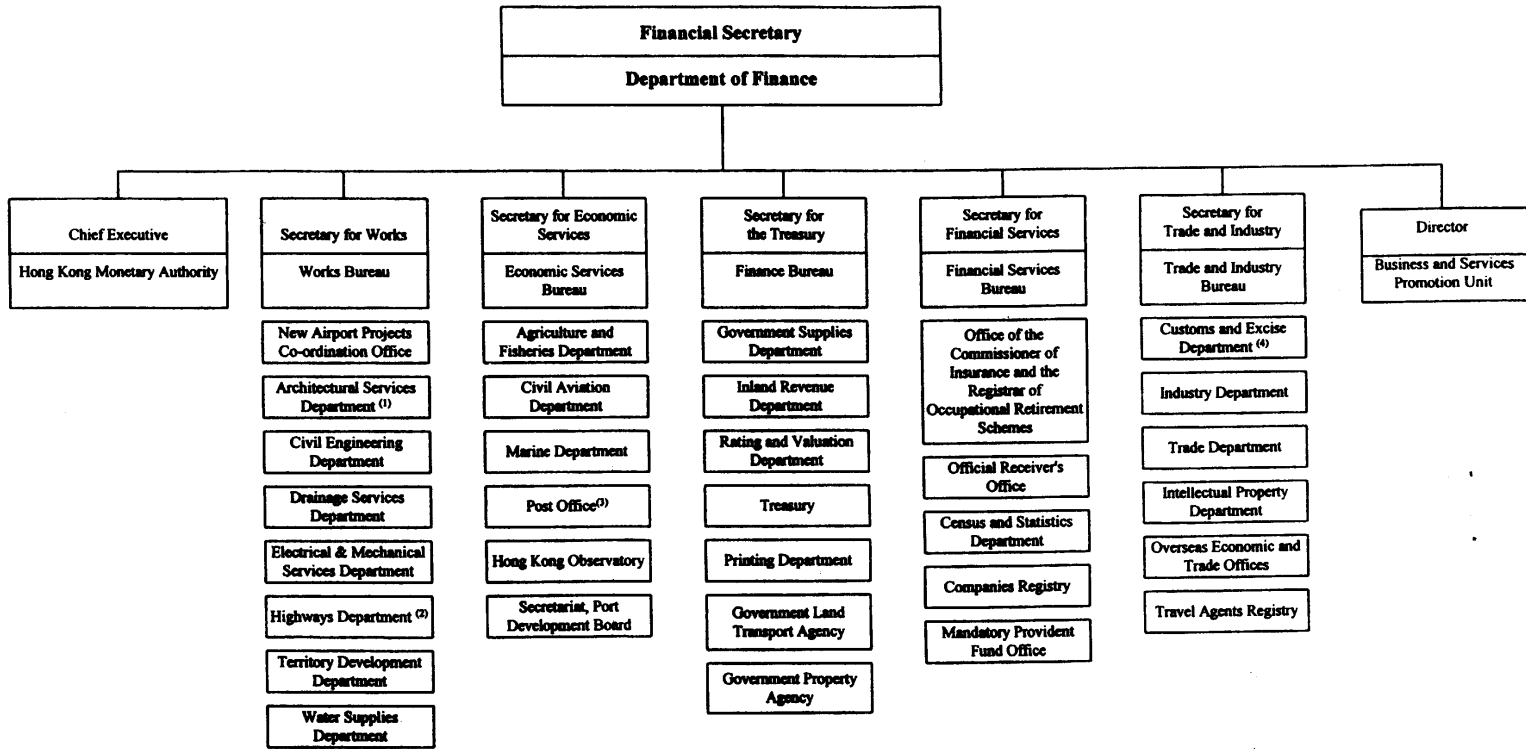 Financial Secretary
Department of Finance
Chief Executive
Hong Kong Monetary Authority
Secretary for Works
Works Bureau
New Airport Projects
Co-ordination Office
Architectural Services
Department (1)
Civil Engineering
Department
Drainage Services
Department
Electrical & Mechanical
Services Department
Highways Department (2)
Territory Development
Department
Water Supplies
Department
Secretary for Economic
Services
Economic Services
Bureau
Agriculture and
Fisheries Department
Civil Aviation
Department
Marine Department
Post Office(3)
Hong Kong Observatory
Secretariat, Port
Development Board
Secretary for
the Treasury
Finance Bureau
Government Supplies
Department
Inland Revenue
Department
Rating and Valuation
Department
Treasury
Printing Department
Government Land
Transport Agency
Government Property
Agency
Secretary for
Financial Services
Financial Services
Bureau
Office of the
Commissioner of
Insurance and the
Registrar of
Occupational Retirement
Schemes
Official Receiver's
Office
Census and Statistics
Department
Companies Registry
Mandatory Provident
Fund Office
Secretary for
Trade and Industry
Trade and Industry
Bureau
Customs and Excise
Department (4)
Industry Department
Trade Department
Intellectual Property
Department
Overseas Economic and
Trade Offices
Travel Agents Registry
Director
Business and Services
Promotion Unit